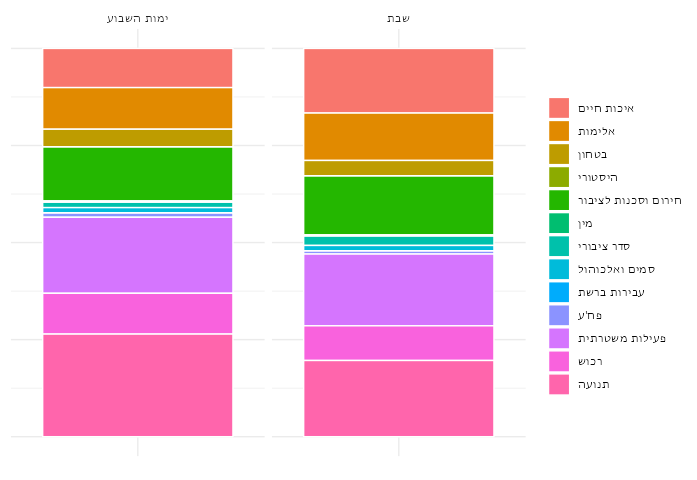 ימות השבוע
שבת
איכות חיים
אלימות
בטחון
היסטורי
חירום וסכנות לציבור
מין
סדר ציבורי
סמים ואלכוהול
עבירות ברשת
פח'ע
פעילות משטרתית
רכוש
תנועה